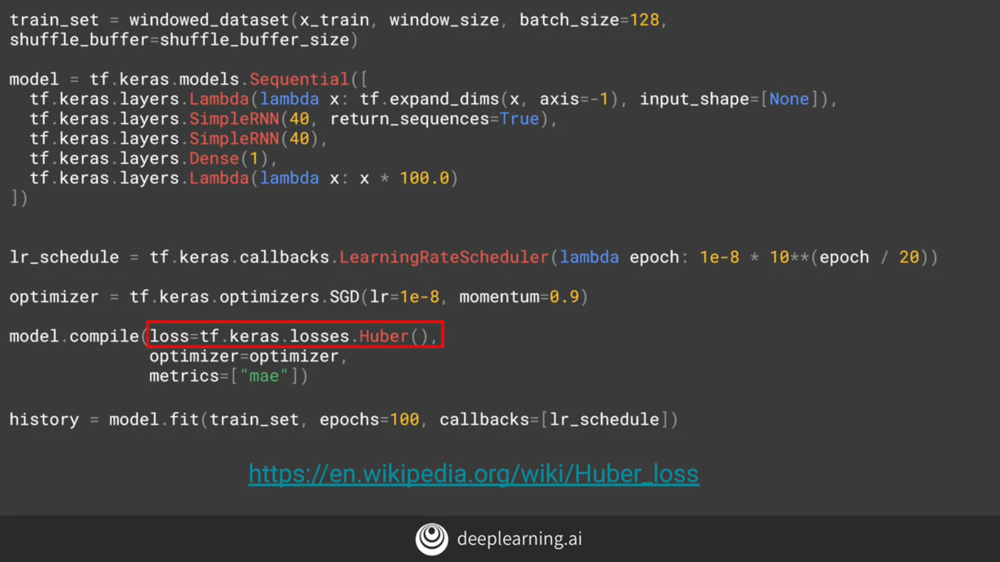 train_set = windowed_dataset(x_train, window_size, batch_size=128,
shuffle_buffer=shuffle_buffer_size)
model = tf.keras.models.Sequential([
  tf.keras.layers.Lambda(lambda x: tf.expand_dims(x, axis=-1), input_shape=[None]),
  tf.keras.layers.SimpleRNN(40, return_sequences=True),
  tf.keras.layers.SimpleRNN(40),
  tf.keras.layers.Dense(1),
  tf.keras.layers.Lambda(lambda x: x * 100.0)
])
lr_schedule = tf.keras.callbacks.LearningRateScheduler(lambda epoch: 1e-8 * 10**(epoch / 20))
optimizer = tf.keras.optimizers.SGD(lr=1e-8, momentum=0.9)
model.compile(loss=tf.keras.losses.Huber(),
              optimizer=optimizer,
              metrics=["mae"])
history = model.fit(train_set, epochs=100, callbacks=[lr_schedule])
https://en.wikipedia.org/wiki/Huber_loss
deeplearning.ai